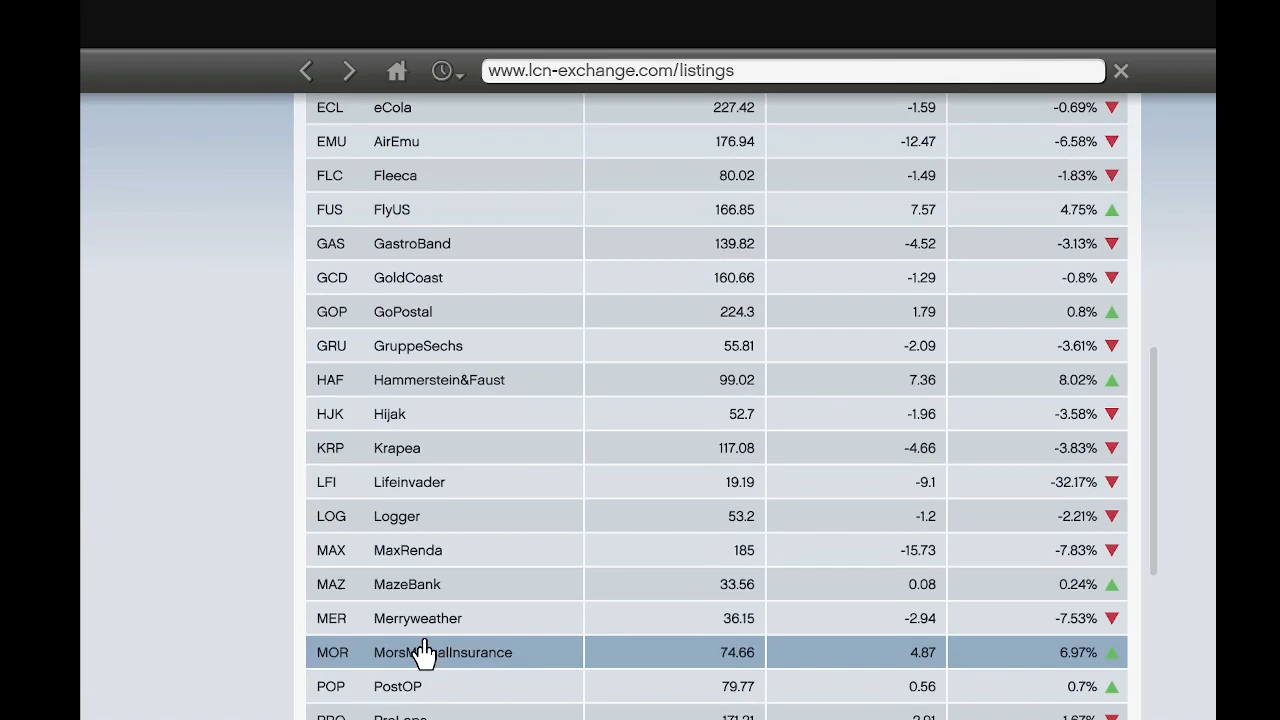 www.lcn-exchange.com/listings
ECL eCola 227.42 -1.59 -0.69%
EMU AirEmu 176.94 -12.47 -6.58%
FLC Fleeca 80.02 -1.49 -1.83%
FUS FlyUS 166.85 7.57 4.75%
GAS GastroBand 139.82 -4.52 -3.13%
GCD GoldCoast 160.66 -1.29 -0.8%
GOP GoPostal 224.3 1.79 0.8%
GRU GruppeSechs 55.81 -2.09 -3.61%
HAF Hammerstein&Faust 99.02 7.36 8.02%
HJK Hijak 52.7 -1.96 -3.58%
KRP Krapea 117.08 -4.66 -3.83%
LFI Lifeinvader 19.19 -9.1 -32.17%
LOG Logger 53.2 -1.2 -2.21%
MAX MaxRenda 185 -15.73 -7.83%
MAZ MazeBank 33.56 0.08 0.24%
MER Merryweather 36.15 -2.94 -7.53%
MOR MorsMutualInsurance 74.66 4.87 6.97%
POP PostOP 79.77 0.56 0.7%